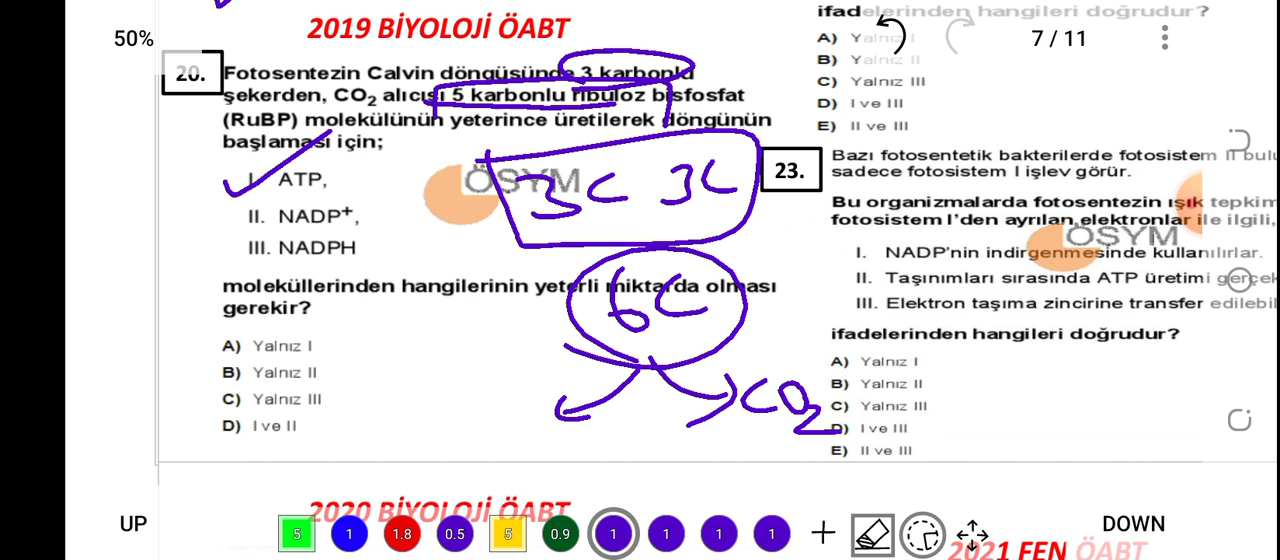 50%
2019 BİYOLOJİ ÖABT
20. Fotosentezin Calvin döngüsünde 3 karbonlu
şekerden, CO₂ alıcısı 5 karbonlu ribuloz bisfosfat
(RuBP) molekülünün yeterince üretilerek döngünün
başlaması için;
I. ATP,
II. NADP⁺,
III. NADPH
ÖSYM
3C 3C
moleküllerinden hangilerinin yeterli miktarda olması
gerekir?
6C
CO₂
A) Yalnız I
B) Yalnız II
C) Yalnız III
D) I ve II
ifadelerinden hangileri doğrudur?
7 / 11
A) Yalnız I
B) Yalnız II
C) Yalnız III
D) I ve III
E) II ve III
23. Bazı fotosentetik bakterilerde fotosistem II bulu
sadece fotosistem I işlev görür.
Bu organizmalarda fotosentezin ışık tepkim
fotosistem I'den ayrılan elektronlar ile ilgili,
ÖSYM
I. NADP'nin indirgenmesinde kullanılırlar.
II. Taşınımları sırasında ATP üretimi gerçek
III. Elektron taşıma zincirine transfer edilebil
ifadelerinden hangileri doğrudur?
A) Yalnız I
B) Yalnız II
C) Yalnız III
D) I ve III
E) II ve III
2020 BİYOLOJİ ÖABT
UP
5 1 1.8 0.5 5 0.9 1 1 1 1
DOWN
2021 FEN ÖABT